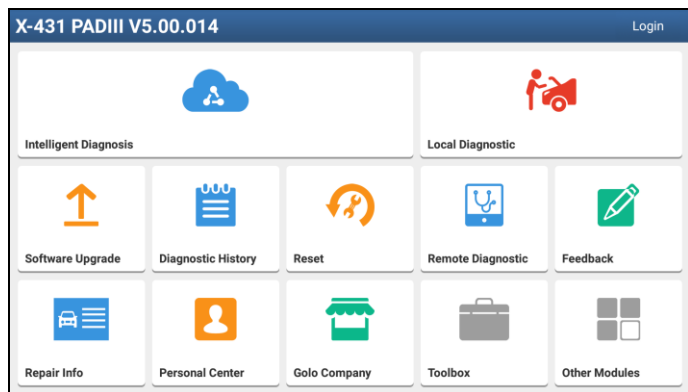 X-431 PADIII V5.00.014 Login
Intelligent Diagnosis Local Diagnostic
Software Upgrade Diagnostic History Reset Remote Diagnostic Feedback
Repair Info Personal Center Golo Company Toolbox Other Modules